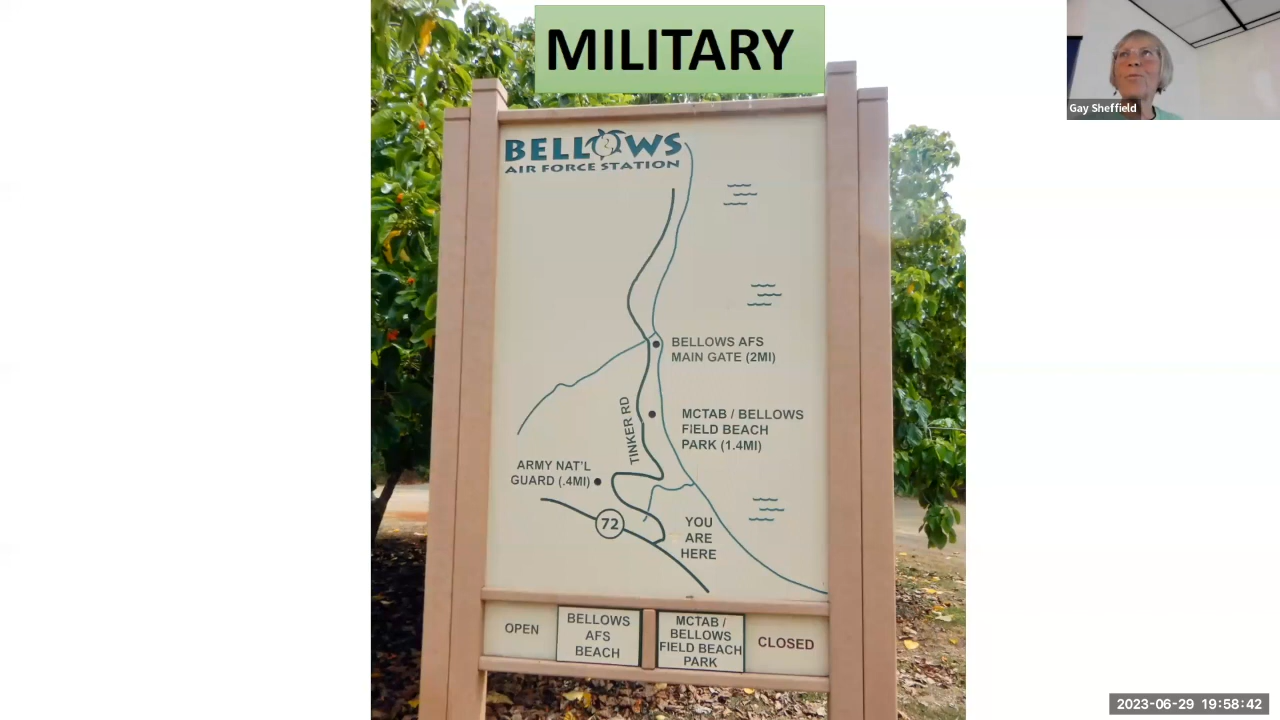 MILITARY
Gay Sheffield
BELLOWS
AIR FORCE STATION
BELLOWS AFS
MAIN GATE (2MI)
TINKER RD
MCTAB / BELLOWS
FIELD BEACH
PARK (1.4MI)
ARMY NAT'L
GUARD (.4MI)
72
YOU
ARE
HERE
OPEN
BELLOWS
AFS
BEACH
MCTAB /
BELLOWS
FIELD BEACH
PARK
CLOSED
2023-06-29 19:58:42